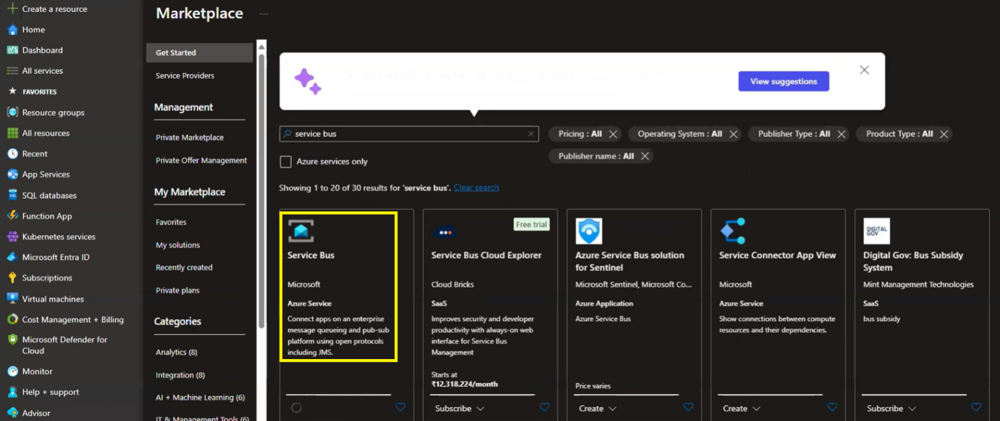 Create a resource
Home
Dashboard
All services
FAVORITES
Resource groups
All resources
Recent
App Services
SQL databases
Function App
Kubernetes services
Microsoft Entra ID
Subscriptions
Virtual machines
Cost Management + Billing
Microsoft Defender for
Cloud
Monitor
Help + support
Advisor
Marketplace ...
Get Started
Service Providers
Management
Private Marketplace
Private Offer Management
My Marketplace
Favorites
My solutions
Recently created
Private plans
Categories
Analytics (8)
Integration (8)
AI + Machine Learning (6)
IT & Management Tools (6)
View suggestions
service bus
Pricing : All
Operating System : All
Publisher Type : All
Product Type : All
Publisher name : All
Azure services only
Showing 1 to 20 of 30 results for 'service bus'. Clear search
Service Bus
Microsoft
Azure Service
Connect apps on an enterprise
message queueing and pub-sub
platform using open protocols
including JMS.
Free trial
Service Bus Cloud Explorer
Cloud Bricks
SaaS
Improves security and developer
productivity with always-on web
interface for Service Bus
Management
Starts at
₹12,318.224/month
Subscribe
Azure Service Bus solution
for Sentinel
Microsoft Sentinel, Microsoft Co...
Azure Application
Azure Service Bus
Price varies
Create
Service Connector App View
Microsoft
Azure Service
Show connections between compute
resources and their dependencies.
Create
DIGITAL
GOV
Digital Gov: Bus Subsidy
System
Mint Management Technologies
SaaS
bus subsidy
Subscribe